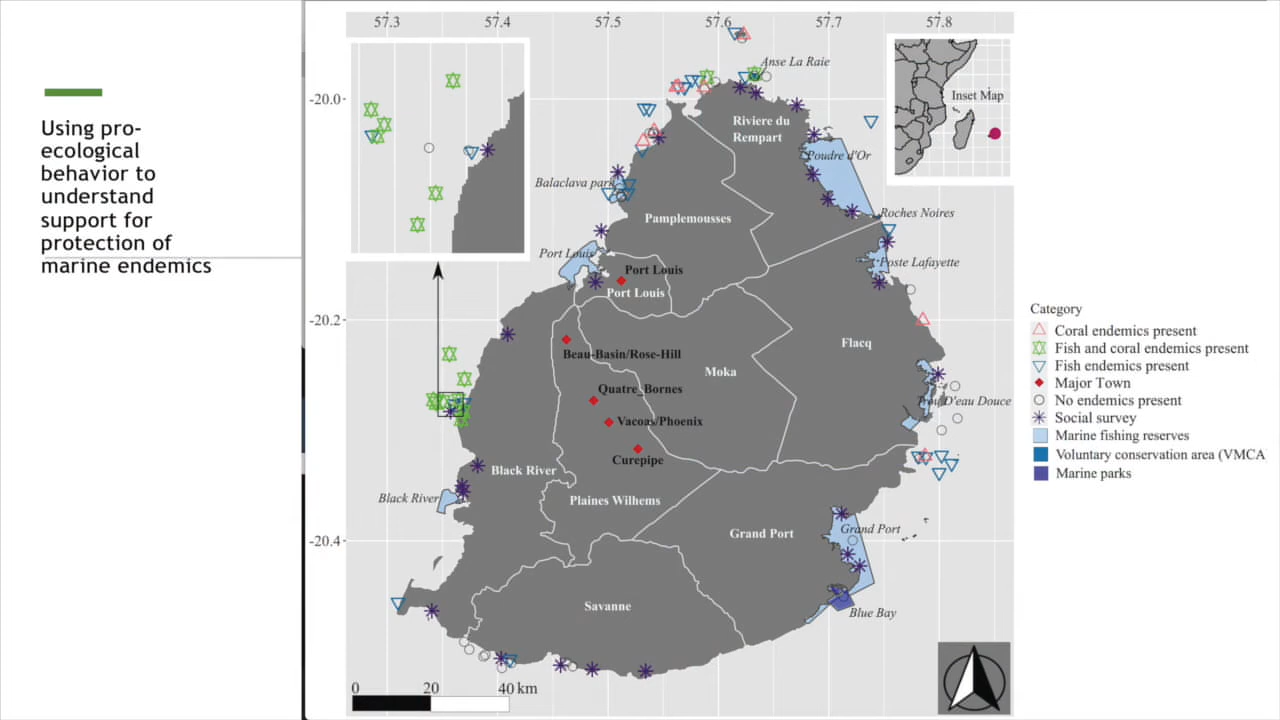 Using pro-
ecological
behavior to
understand
support for
protection of
marine endemics
57.3 57.4 57.5 57.6 57.7 57.8
Anse La Raie
-20.0
Inset Map
Riviere du
Rempart
Poudre d'Or
Balaclava park
Roches Noires
Pamplemousses
Port Louis
Poste Lafayette
Port Louis
Port Louis
-20.2
Flacq
Beau-Basin/Rose-Hill
Moka
Quatre_Bornes
Trou D'eau Douce
Vacoas/Phoenix
Curepipe
Black River
Black River
Plaines Wilhems
Grand Port
Grand Port
-20.4
Savanne
Blue Bay
0 20 40 km
Category
Coral endemics present
Fish and coral endemics present
Fish endemics present
Major Town
No endemics present
Social survey
Marine fishing reserves
Voluntary conservation area (VMCA
Marine parks